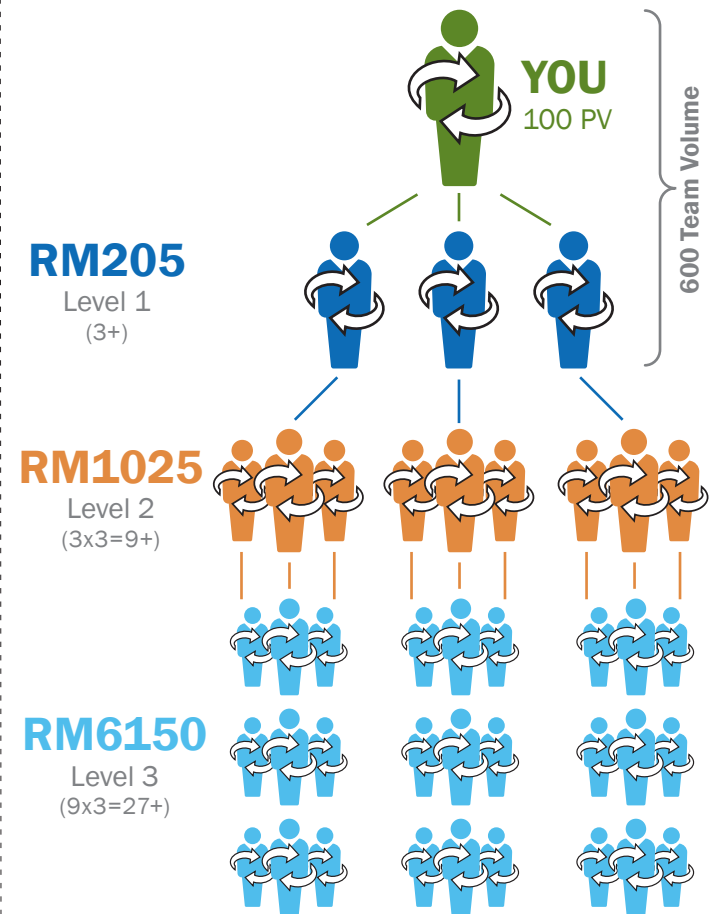 YOU
100 PV
600 Team Volume
RM205
Level 1
(3+)
RM1025
Level 2
(3x3=9+)
RM6150
Level 3
(9x3=27+)